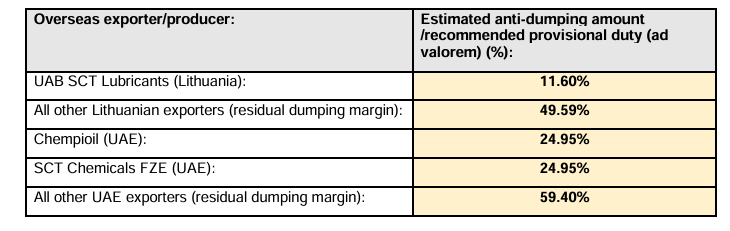 Overseas exporter/producer:
Estimated anti-dumping amount
/recommended provisional duty (ad
valorem) (%):
UAB SCT Lubricants (Lithuania):
11.60%
All other Lithuanian exporters (residual dumping margin):
49.59%
Chempioil (UAE):
24.95%
SCT Chemicals FZE (UAE):
24.95%
All other UAE exporters (residual dumping margin):
59.40%